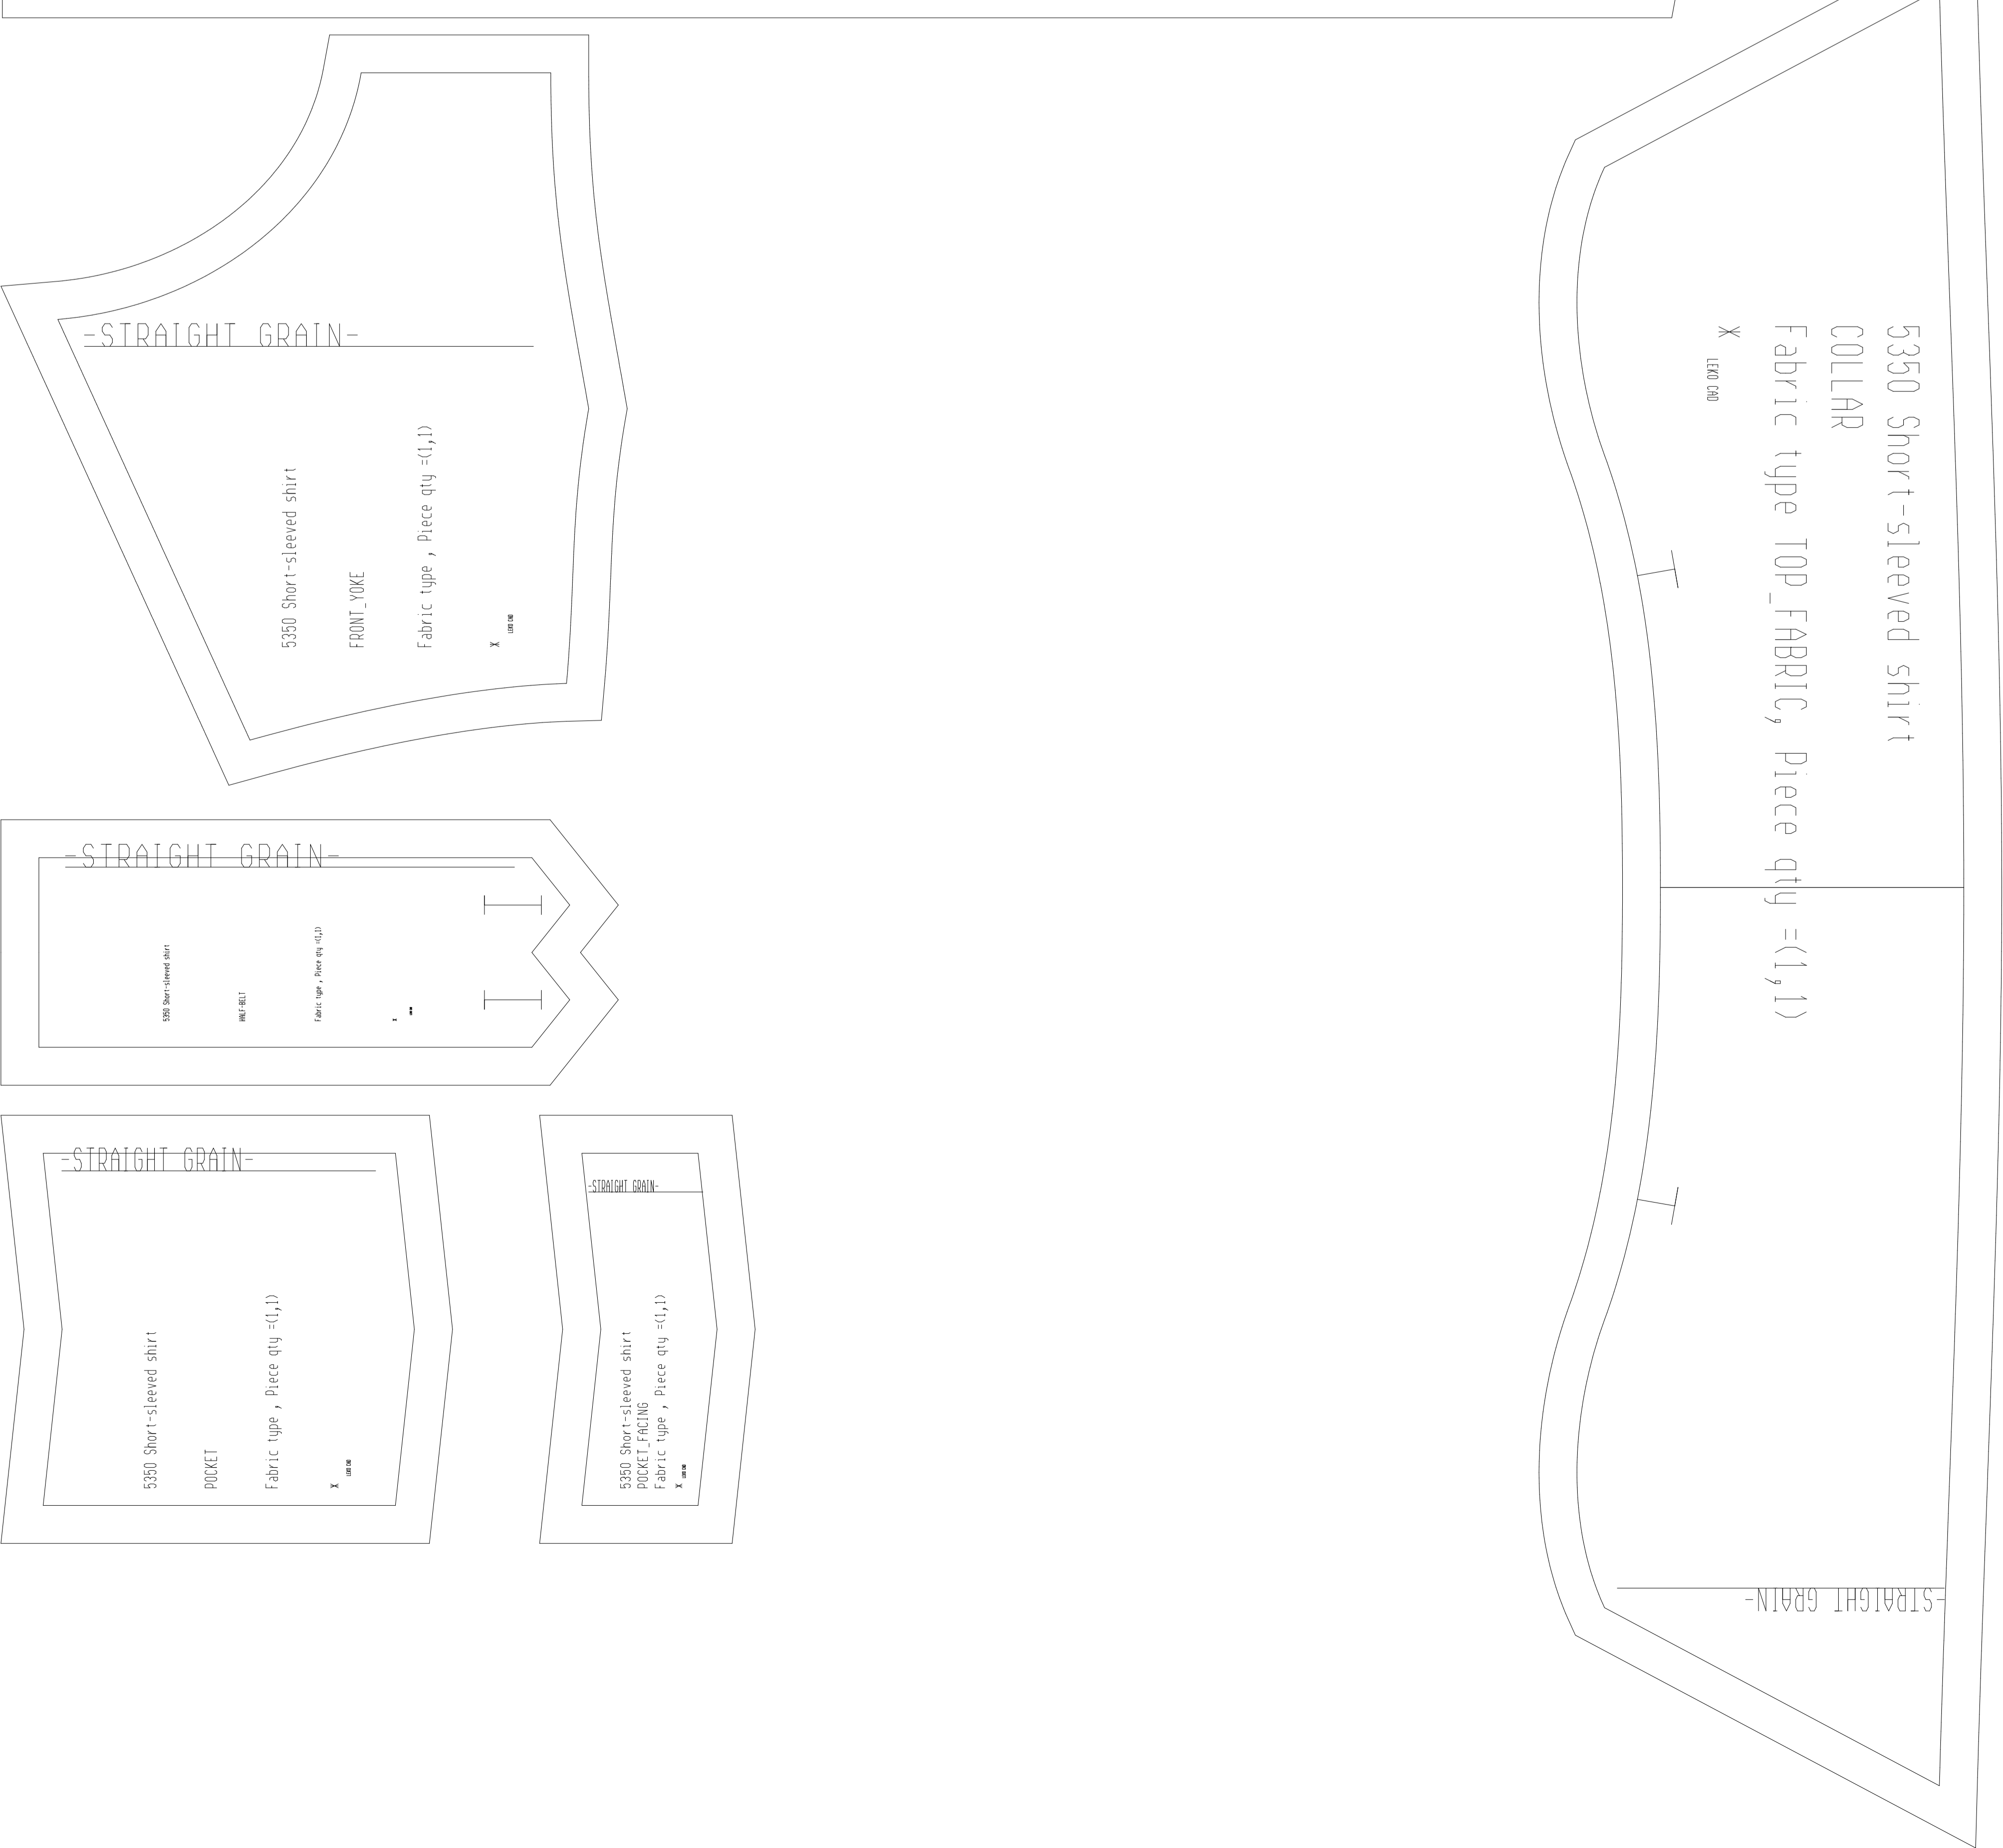 -STRAIGHT GRAIN-
5350 Short-sleeved shirt
FRONT_YOKE
Fabric type , Piece qty =(1,1)
LEKO CAD
-STRAIGHT GRAIN-
5350 Short-sleeved shirt
HALF-BELT
Fabric type , Piece qty =(1,1)
-STRAIGHT GRAIN-
5350 Short-sleeved shirt
POCKET
Fabric type , Piece qty =(1,1)
LEKO CAD
-STRAIGHT GRAIN-
5350 Short-sleeved shirt
POCKET_FACING
Fabric type , Piece qty =(1,1)
LEKO CAD
5350 Short-sleeved shirt
COLLAR
Fabric type TOP_FABRIC, Piece qty =(1,1)
LEKO CAD
-STRAIGHT GRAIN-